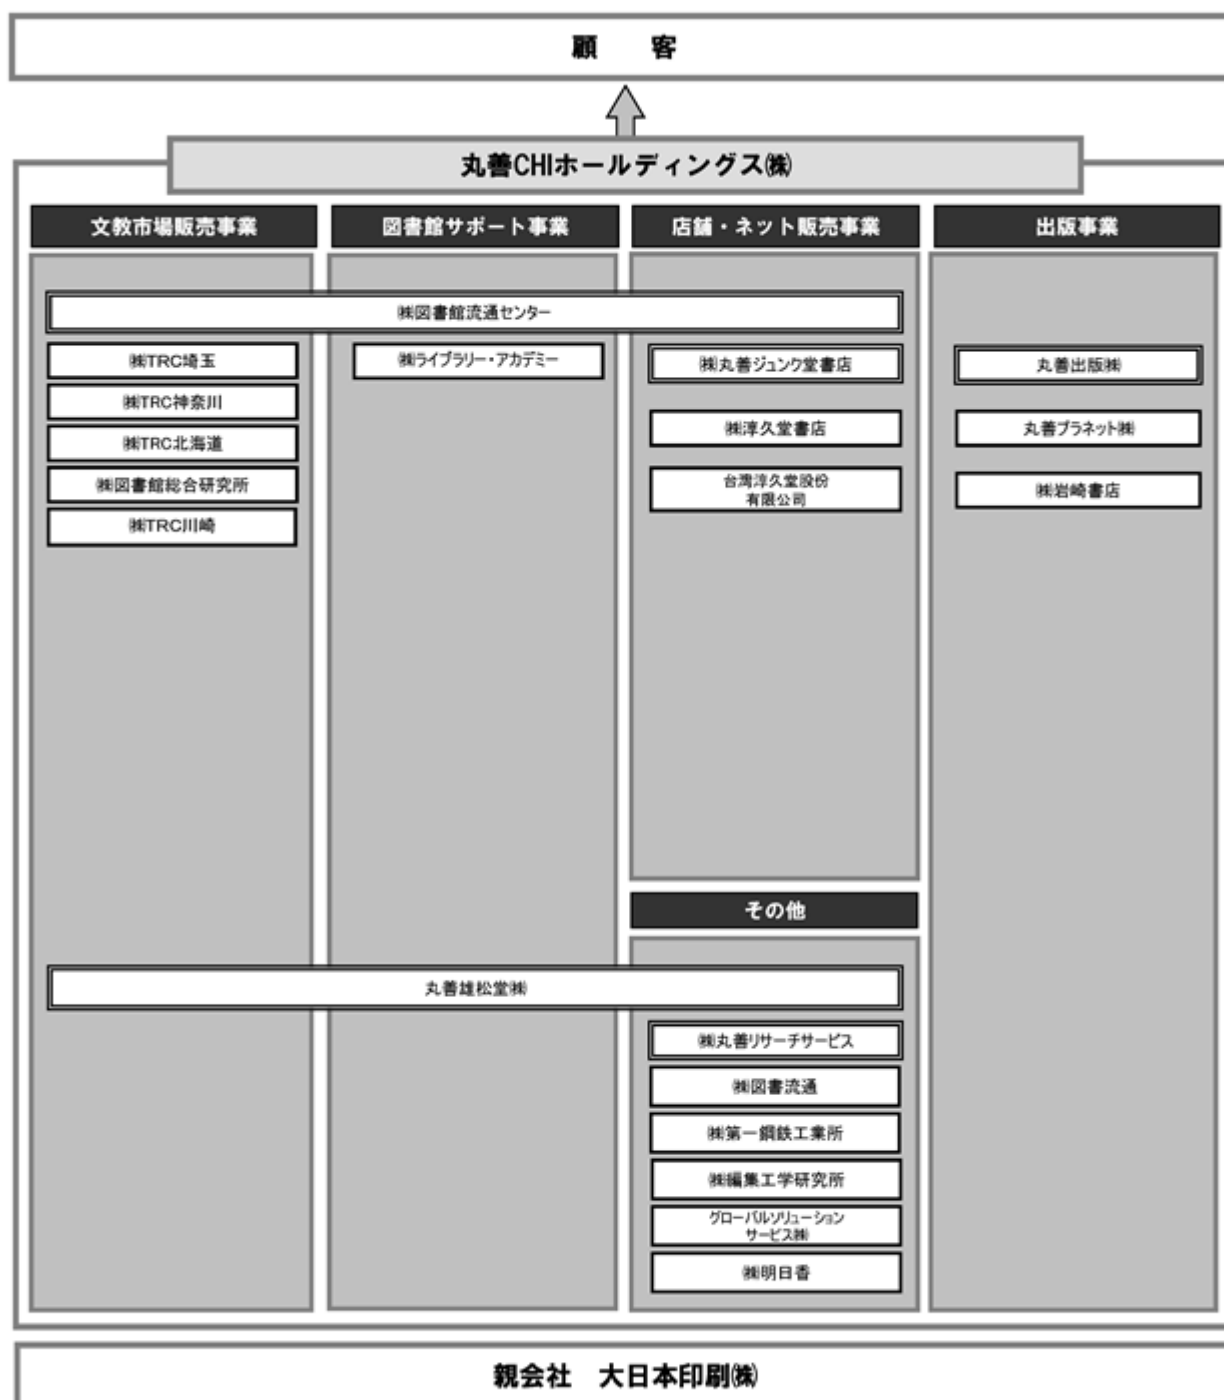 顧　客
丸善CHIホールディングス㈱
文教市場販売事業
図書館サポート事業
店舗・ネット販売事業
出版事業
㈱図書館流通センター
㈱TRC埼玉
㈱TRC神奈川
㈱TRC北海道
㈱図書館総合研究所
㈱TRC川崎
㈱ライブラリー・アカデミー
㈱丸善ジュンク堂書店
㈱淳久堂書店
台湾淳久堂股份
有限公司
丸善出版㈱
丸善プラネット㈱
㈱岩崎書店
その他
丸善雄松堂㈱
㈱丸善リサーチサービス
㈱図書流通
㈱第一鋼鉄工業所
㈱編集工学研究所
グローバルソリューション
サービス㈱
㈱明日香
親会社　大日本印刷㈱